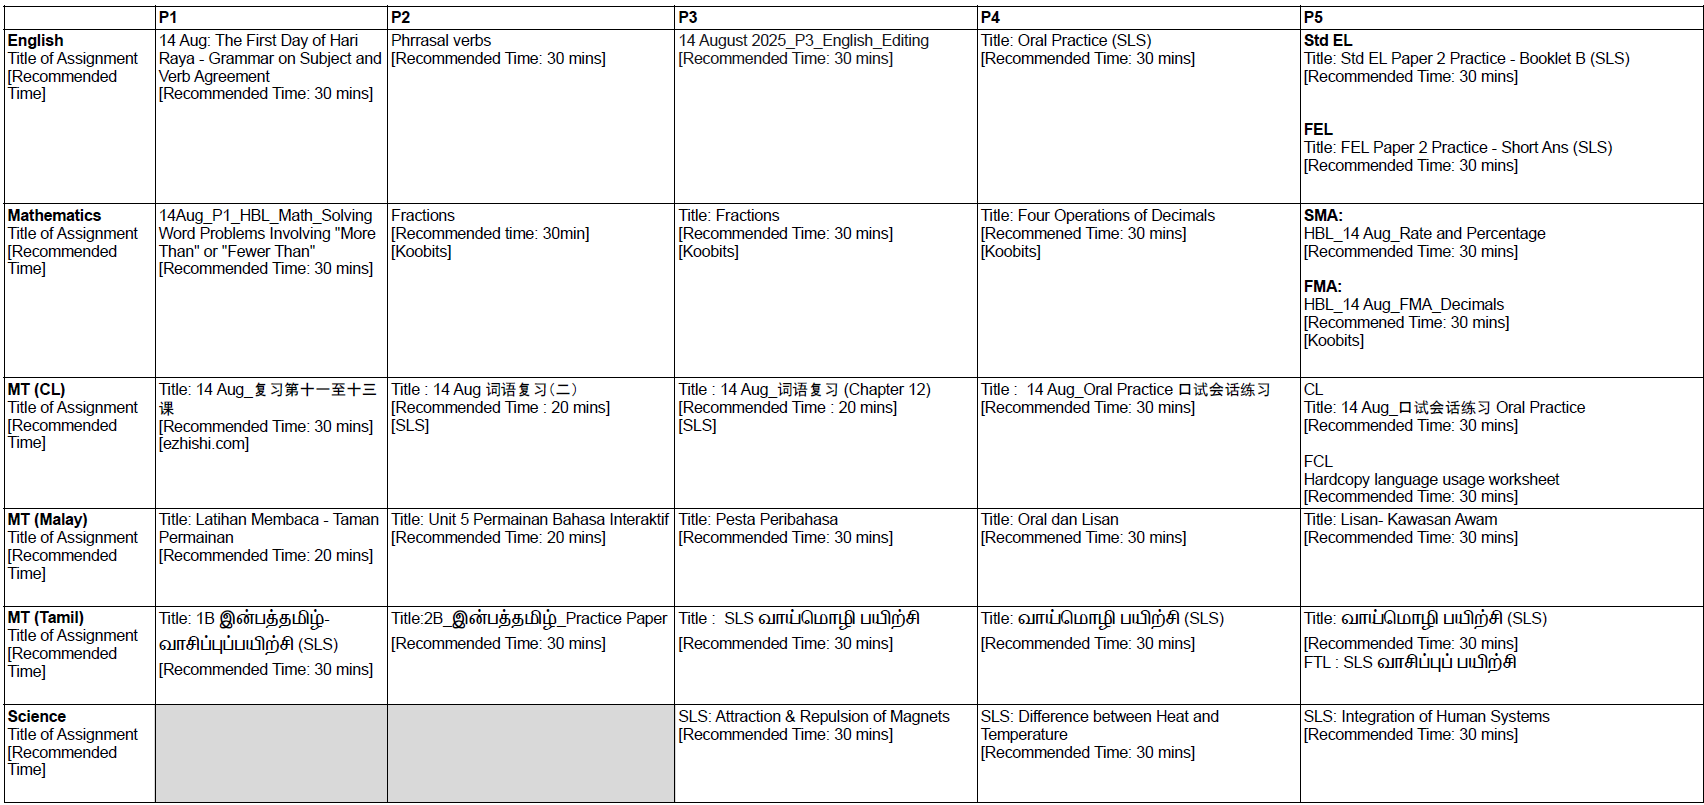 P1
P2
P3
P4
P5
English
Title of Assignment
[Recommended
Time]
14 Aug: The First Day of Hari
Raya - Grammar on Subject and
Verb Agreement
[Recommended Time: 30 mins]
Phrrasal verbs
[Recommended Time: 30 mins]
14 August 2025_P3_English_Editing
[Recommended Time: 30 mins]
Title: Oral Practice (SLS)
[Recommended Time: 30 mins]
Std EL
Title: Std EL Paper 2 Practice - Booklet B (SLS)
[Recommended Time: 30 mins]
FEL
Title: FEL Paper 2 Practice - Short Ans (SLS)
[Recommended Time: 30 mins]
Mathematics
Title of Assignment
[Recommended
Time]
14Aug_P1_HBL_Math_Solving
Word Problems Involving "More
Than" or "Fewer Than"
[Recommended Time: 30 mins]
Fractions
[Recommended time: 30min]
[Koobits]
Title: Fractions
[Recommended Time: 30 mins]
[Koobits]
Title: Four Operations of Decimals
[Recommened Time: 30 mins]
[Koobits]
SMA:
HBL_14 Aug_Rate and Percentage
[Recommended Time: 30 mins]
FMA:
HBL_14 Aug_FMA_Decimals
[Recommened Time: 30 mins]
[Koobits]
MT (CL)
Title of Assignment
[Recommended
Time]
Title: 14 Aug_复习第十一至十三
课
[Recommended Time: 30 mins]
[ezhishi.com]
Title : 14 Aug 词语复习(二)
[Recommended Time : 20 mins]
[SLS]
Title : 14 Aug_词语复习 (Chapter 12)
[Recommended Time : 20 mins]
[SLS]
Title : 14 Aug_Oral Practice 口试会话练习
[Recommended Time: 30 mins]
CL
Title: 14 Aug_口试会话练习 Oral Practice
[Recommended Time: 30 mins]
FCL
Hardcopy language usage worksheet
[Recommended Time: 30 mins]
MT (Malay)
Title of Assignment
[Recommended
Time]
Title: Latihan Membaca - Taman
Permainan
[Recommended Time: 20 mins]
Title: Unit 5 Permainan Bahasa Interaktif
[Recommended Time: 20 mins]
Title: Pesta Peribahasa
[Recommended Time: 30 mins]
Title: Oral dan Lisan
[Recommened Time: 30 mins]
Title: Lisan- Kawasan Awam
[Recommended Time: 30 mins]
MT (Tamil)
Title of Assignment
[Recommended
Time]
Title: 1B இன்பத்தமிழ்-
வாசிப்புப்பயிற்சி (SLS)
[Recommended Time: 30 mins]
Title:2B_இன்பத்தமிழ்_Practice Paper
[Recommended Time: 30 mins]
Title : SLS வாய்மொழி பயிற்சி
[Recommended Time: 30 mins]
Title: வாய்மொழி பயிற்சி (SLS)
[Recommended Time: 30 mins]
Title: வாய்மொழி பயிற்சி (SLS)
[Recommended Time: 30 mins]
FTL : SLS வாசிப்புப் பயிற்சி
Science
Title of Assignment
[Recommended
Time]
SLS: Attraction & Repulsion of Magnets
[Recommended Time: 30 mins]
SLS: Difference between Heat and
Temperature
[Recommended Time: 30 mins]
SLS: Integration of Human Systems
[Recommended Time: 30 mins]